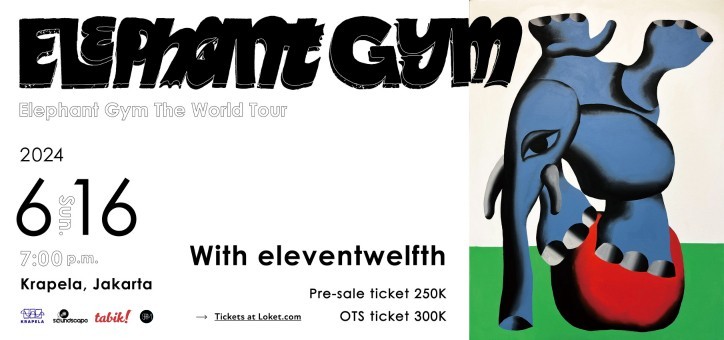 Elephant Gym
Elephant Gym The World Tour
2024
6 Sun. 16
7:00 p.m.
Krapela, Jakarta
With eleventwelfth
Pre-sale ticket 250K
→ Tickets at Loket.com
OTS ticket 300K
KRAPELA soundscape tabik!